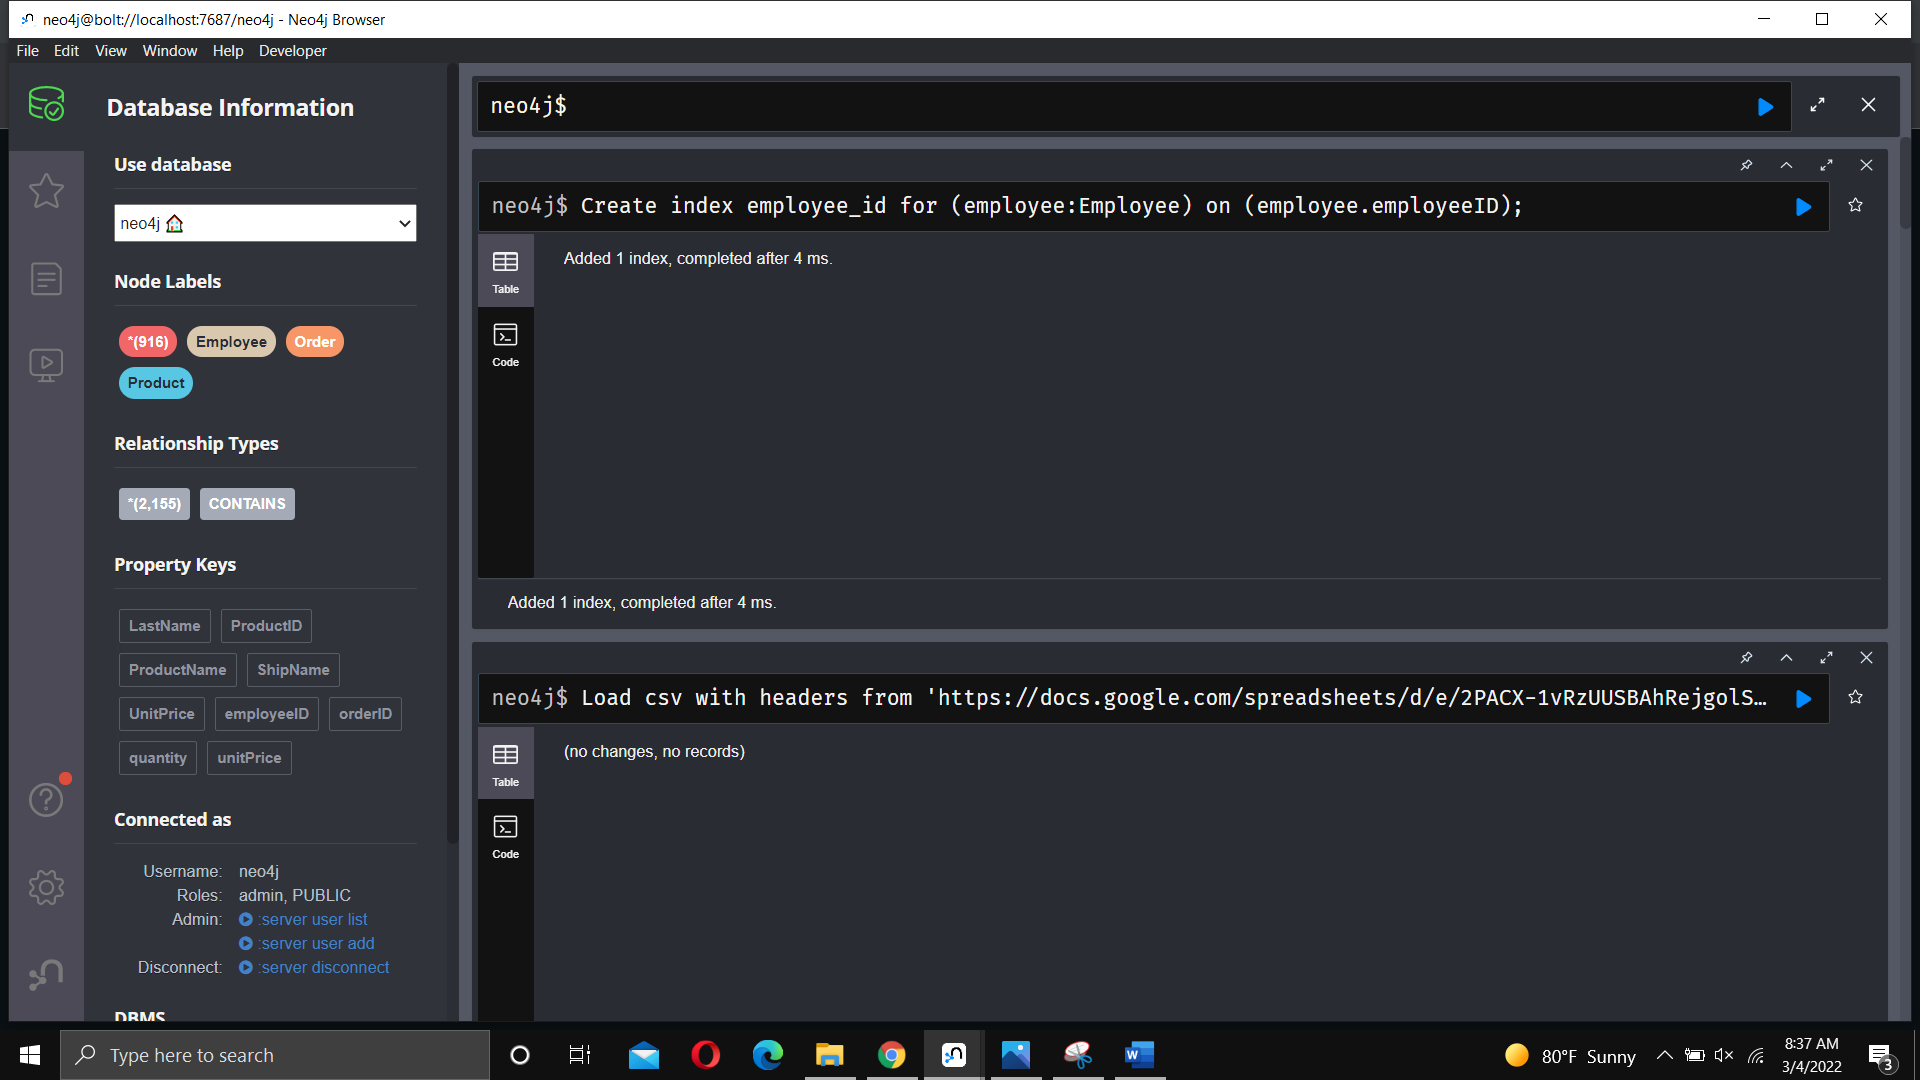 neo4j@bolt://localhost:7687/neo4j - Neo4j Browser
File Edit View Window Help Developer
Database Information
Use database
neo4j
Node Labels
*(916) Employee Order
Product
Relationship Types
*(2,155) CONTAINS
Property Keys
LastName ProductID
ProductName ShipName
UnitPrice employeeID orderID
quantity unitPrice
Connected as
Username: neo4j
Roles: admin, PUBLIC
Admin: :server user list
:server user add
Disconnect: :server disconnect
DBMS
neo4j$
neo4j$ Create index employee_id for (employee:Employee) on (employee.employeeID);
Table
Added 1 index, completed after 4 ms.
Code
Added 1 index, completed after 4 ms.
neo4j$ Load csv with headers from 'https://docs.google.com/spreadsheets/d/e/2PACX-1vRzUUSBAhRejgolS…
Table
(no changes, no records)
Code
Type here to search
80°F Sunny
8:37 AM
3/4/2022
3